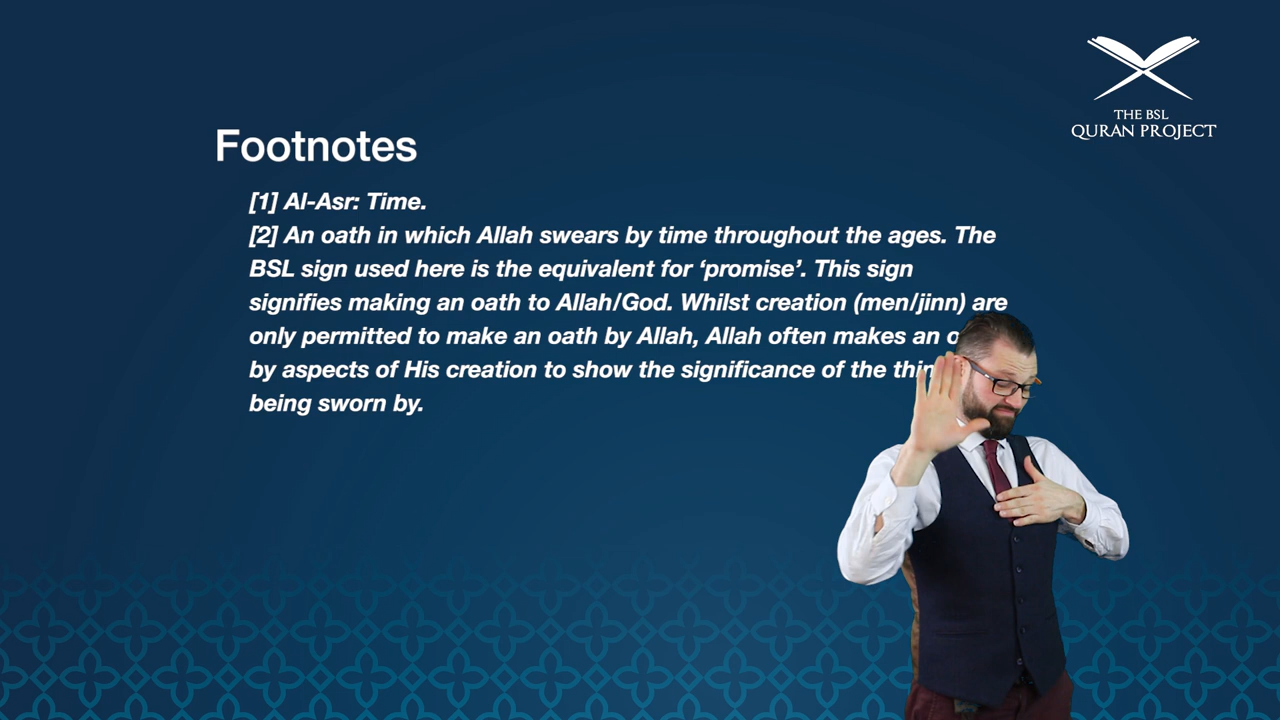 THE BSL
QURAN PROJECT
Footnotes
[1] Al-Asr: Time.
[2] An oath in which Allah swears by time throughout the ages. The
BSL sign used here is the equivalent for ‘promise’. This sign
signifies making an oath to Allah/God. Whilst creation (men/jinn) are
only permitted to make an oath by Allah, Allah often makes an
by aspects of His creation to show the significance of the
being sworn by.